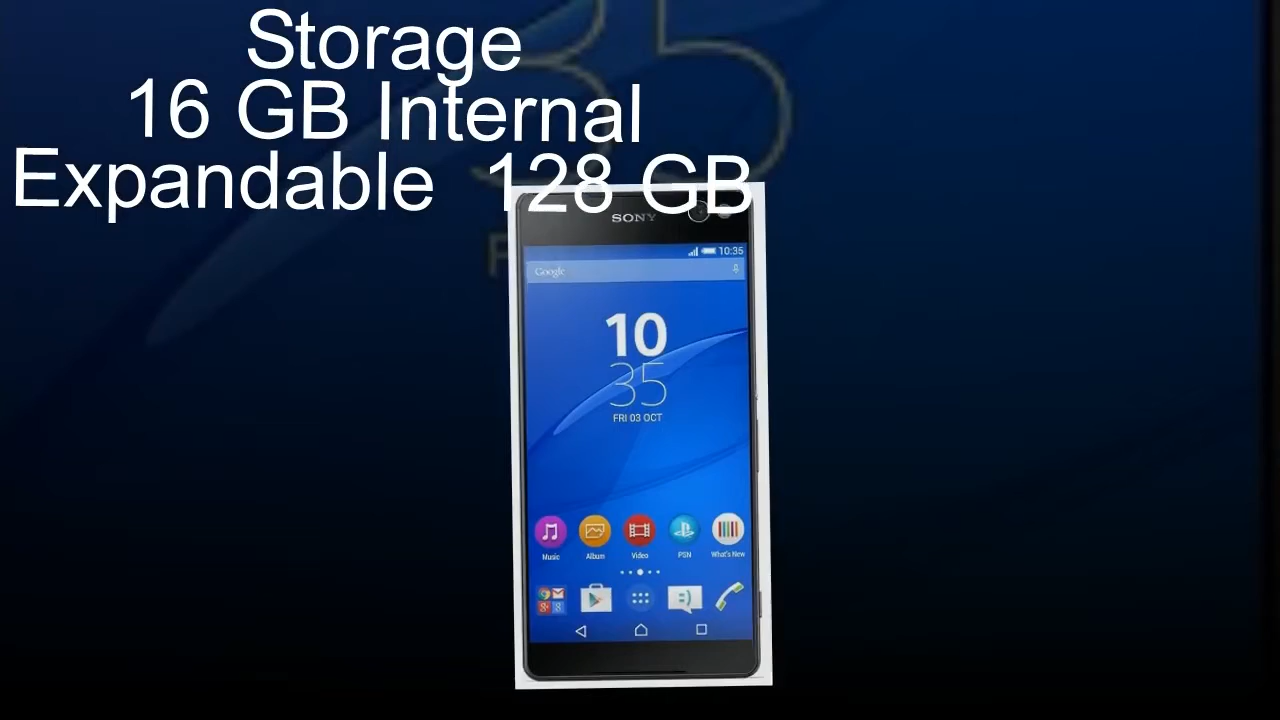 Storage
16 GB Internal
Expandable 128 GB
SONY
10:35
Google
10
35
FRI 03 OCT
Music Album Video PSN What's New
35